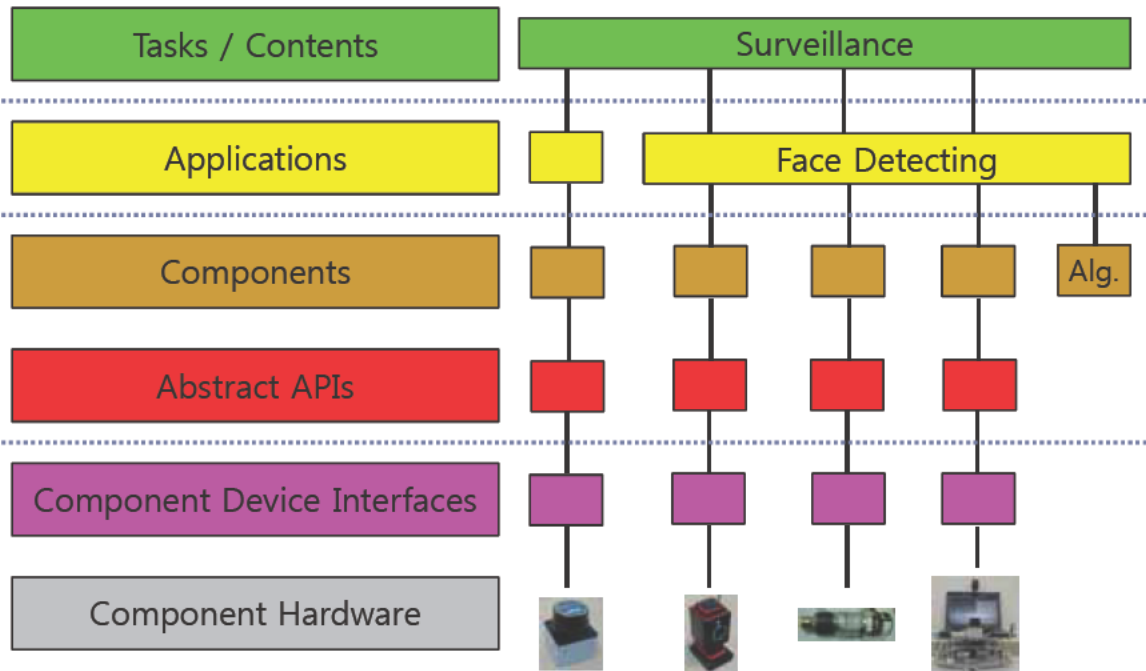 Tasks / Contents
Surveillance
Applications
Face Detecting
Components
Alg.
Abstract APIs
Component Device Interfaces
Component Hardware